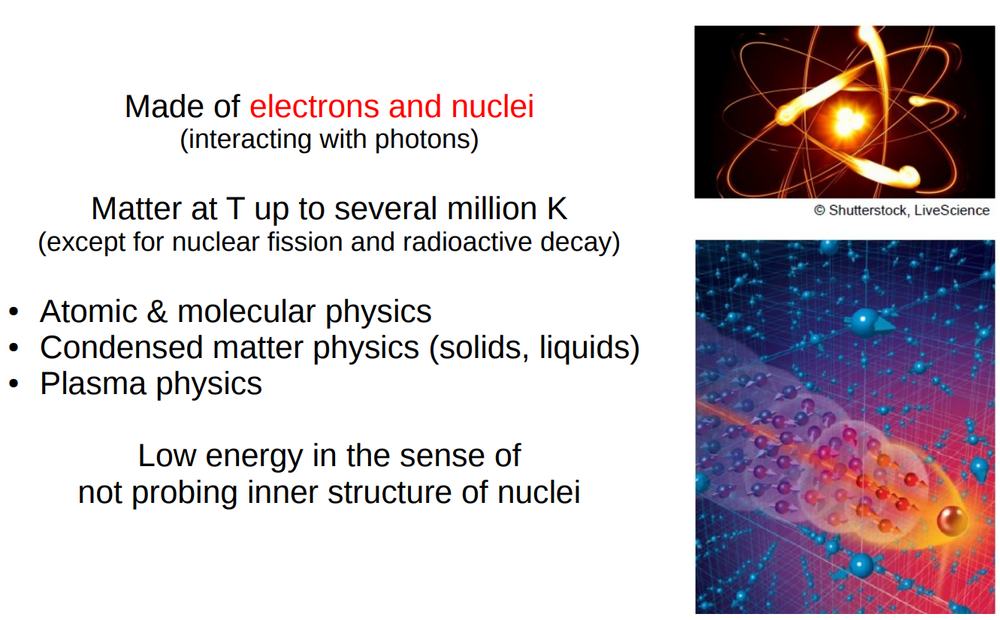 Made of electrons and nuclei
(interacting with photons)
Matter at T up to several million K
(except for nuclear fission and radioactive decay)
• Atomic & molecular physics
• Condensed matter physics (solids, liquids)
• Plasma physics
Low energy in the sense of
not probing inner structure of nuclei
© Shutterstock, LiveScience